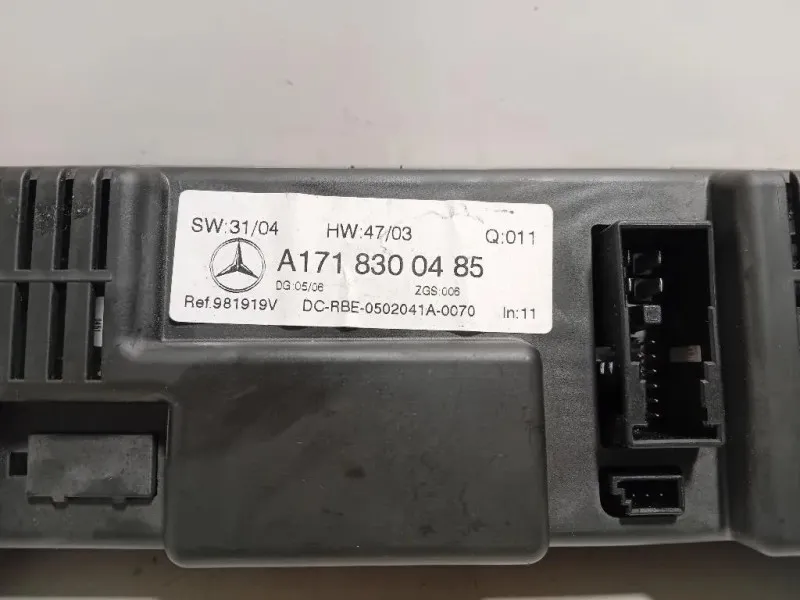 SW:31/04 HW:47/03 Q:011
A171 830 04 85
DG:05/06 ZGS:006
Ref.981919V DC-RBE-0502041A-0070 In:11